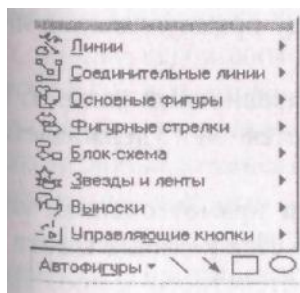 Линии
Соединительные линии
Основные фигуры
Фигурные стрелки
Блок-схема
Звезды и ленты
Выноски
Управляющие кнопки
Автофигуры